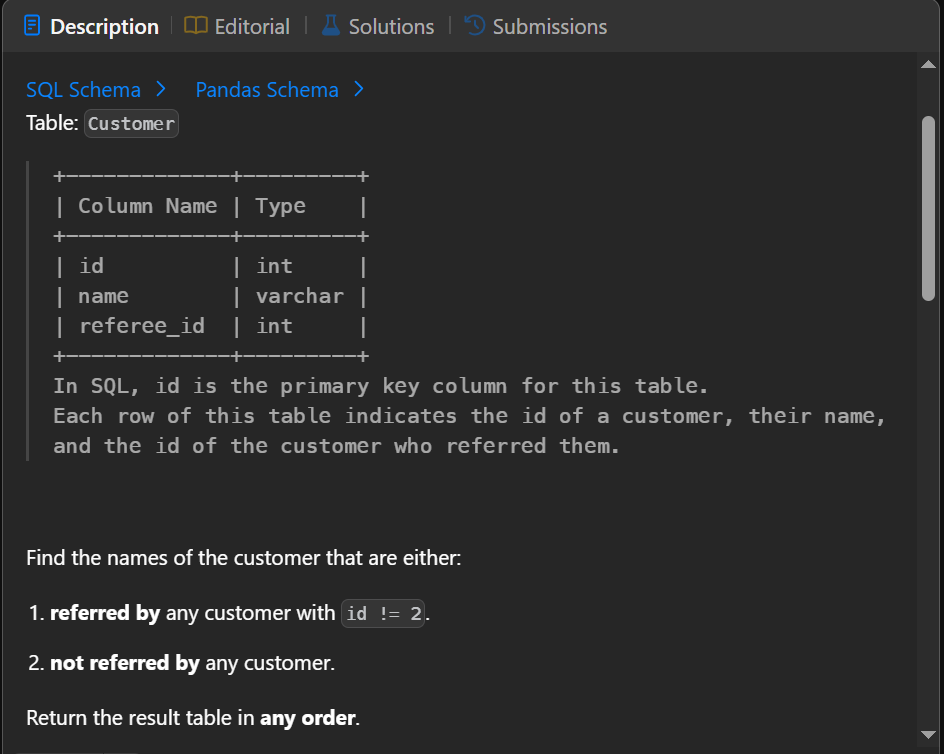 Description | Editorial | Solutions | Submissions
SQL Schema > Pandas Schema >
Table: Customer
+-------------+---------+
| Column Name | Type    |
+-------------+---------+
| id          | int     |
| name        | varchar |
| referee_id  | int     |
+-------------+---------+
In SQL, id is the primary key column for this table.
Each row of this table indicates the id of a customer, their name,
and the id of the customer who referred them.
Find the names of the customer that are either:
1. referred by any customer with id != 2.
2. not referred by any customer.
Return the result table in any order.